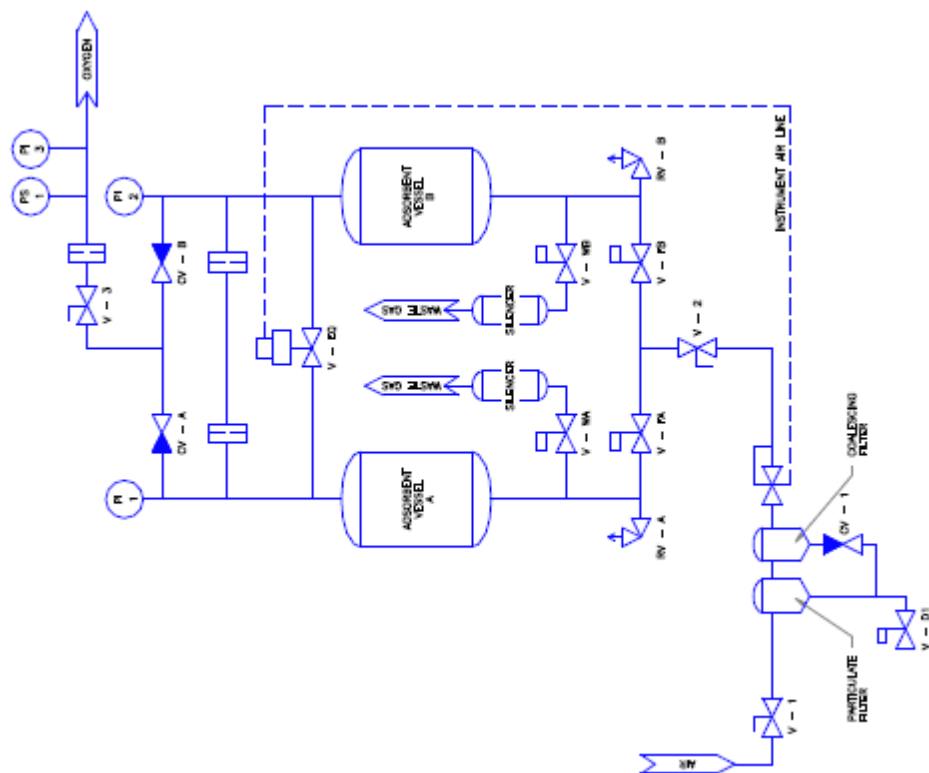 OXYGEN
PI
3
PS
1
PI
2
PI
1
V - 3
CV - B
CV - A
V - EQ
ADSORBENT
VESSEL
B
ADSORBENT
VESSEL
A
WASTE GAS
SILENCER
WASTE GAS
SILENCER
V - WB
V - WA
RV - B
V - FB
V - FA
RV - A
V - 2
INSTRUMENT AIR LINE
COALESCING
FILTER
CV - 1
V - D1
PARTICULATE
FILTER
V - 1
AIR